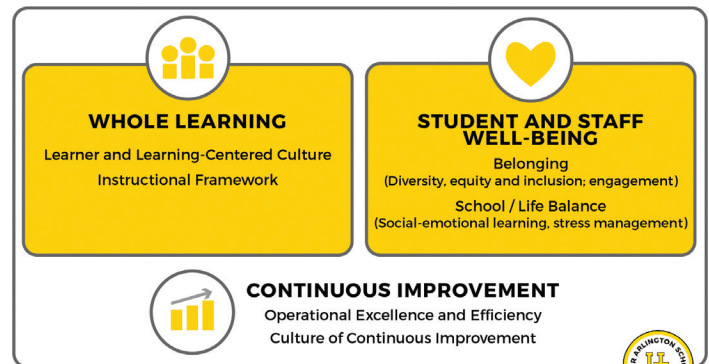 WHOLE LEARNING
Learner and Learning-Centered Culture
Instructional Framework
STUDENT AND STAFF
WELL-BEING
Belonging
(Diversity, equity and inclusion; engagement)
School / Life Balance
(Social-emotional learning, stress management)
CONTINUOUS IMPROVEMENT
Operational Excellence and Efficiency
Culture of Continuous Improvement
ARLINGTON